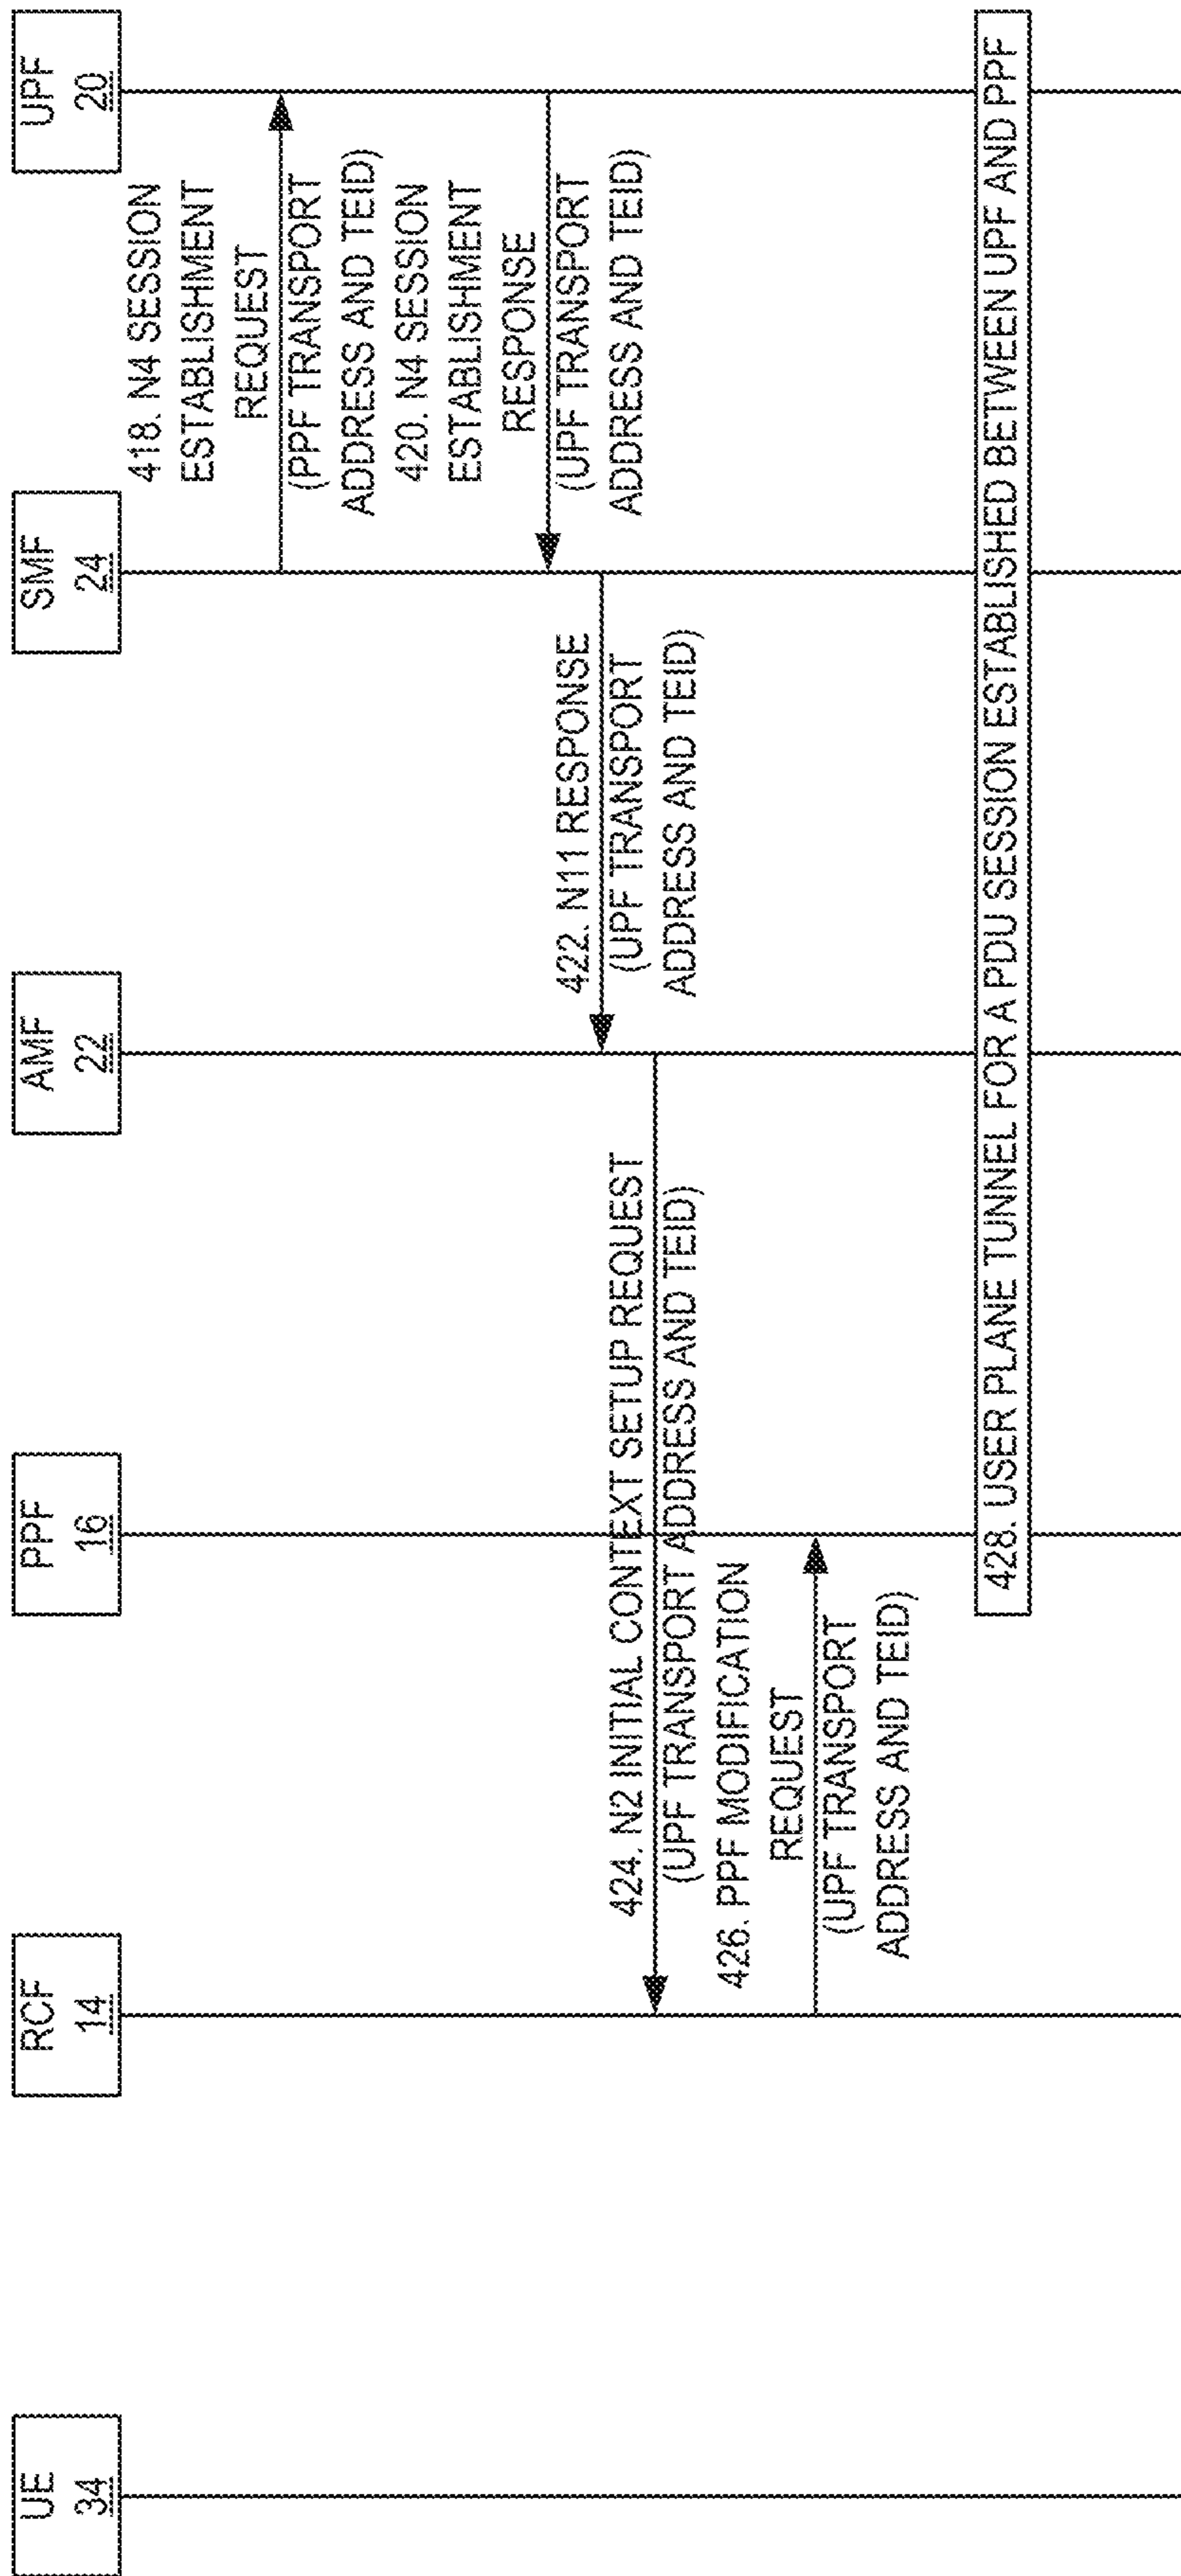 UE
34
RCF
14
PPF
16
AMF
22
SMF
24
UPF
20
418. N4 SESSION
ESTABLISHMENT
REQUEST
(PPF TRANSPORT
ADDRESS AND TEID)
420. N4 SESSION
ESTABLISHMENT
RESPONSE
(UPF TRANSPORT
ADDRESS AND TEID)
422. N11 RESPONSE
(UPF TRANSPORT
ADDRESS AND TEID)
424. N2 INITIAL CONTEXT SETUP REQUEST
(UPF TRANSPORT ADDRESS AND TEID)
426. PPF MODIFICATION
REQUEST
(UPF TRANSPORT
ADDRESS AND TEID)
428. USER PLANE TUNNEL FOR A PDU SESSION ESTABLISHED BETWEEN UPF AND PPF